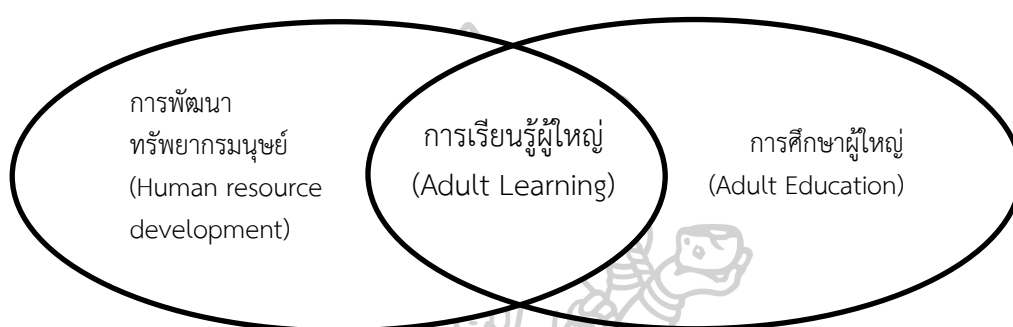 การพัฒนา
ทรัพยากรมนุษย์
(Human resource
development)
การเรียนรู้ผู้ใหญ่
(Adult Learning)
การศึกษาผู้ใหญ่
(Adult Education)